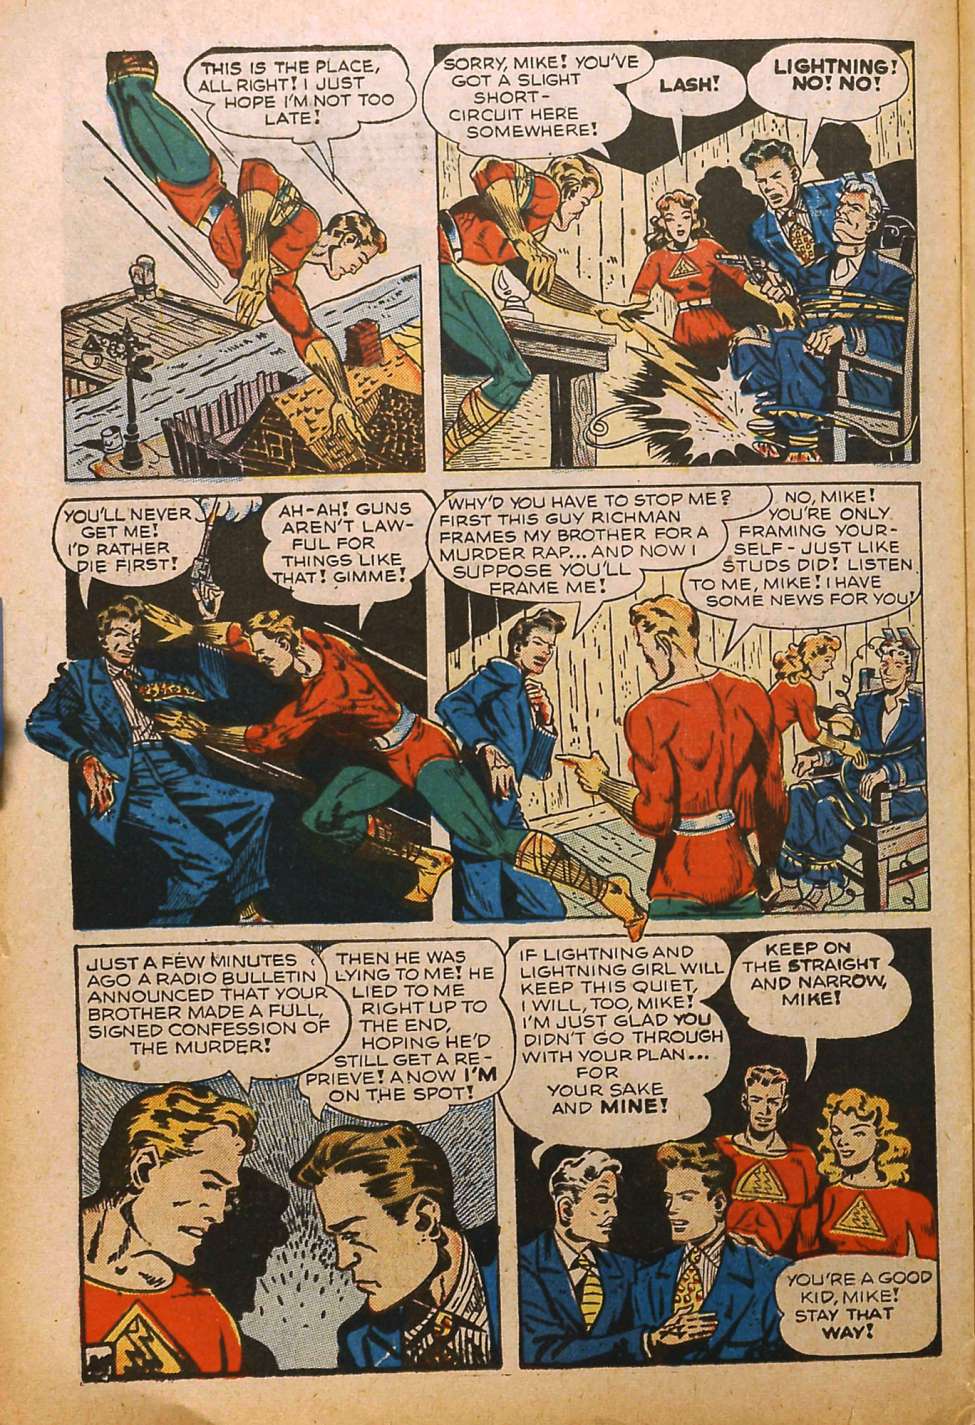 THIS IS THE PLACE,
ALL RIGHT! I JUST
HOPE I'M NOT TOO
LATE!
SORRY, MIKE! YOU'VE
GOT A SLIGHT
SHORT-
CIRCUIT HERE
SOMEWHERE!
LASH!
LIGHTNING!
NO! NO!
YOU'LL NEVER
GET ME!
I'D RATHER
DIE FIRST!
AH-AH! GUNS
AREN'T LAW-
FUL FOR
THINGS LIKE
THAT! GIMME!
WHY'D YOU HAVE TO STOP ME?
FIRST THIS GUY RICHMAN
FRAMES MY BROTHER FOR A
MURDER RAP... AND NOW I
SUPPOSE YOU'LL
FRAME ME!
NO, MIKE!
YOU'RE ONLY
FRAMING YOUR-
SELF - JUST LIKE
STUDS DID! LISTEN
TO ME, MIKE! I HAVE
SOME NEWS FOR YOU!
JUST A FEW MINUTES
AGO A RADIO BULLETIN
ANNOUNCED THAT YOUR
BROTHER MADE A FULL,
SIGNED CONFESSION OF
THE MURDER!
THEN HE WAS
LYING TO ME! HE
LIED TO ME
RIGHT UP TO
THE END,
HOPING HE'D
STILL GET A RE-
PRIEVE! A NOW I'M
ON THE SPOT!
IF LIGHTNING AND
LIGHTNING GIRL WILL
KEEP THIS QUIET,
I WILL, TOO, MIKE!
I'M JUST GLAD YOU
DIDN'T GO THROUGH
WITH YOUR PLAN...
FOR
YOUR SAKE
AND MINE!
KEEP ON
THE STRAIGHT
AND NARROW,
MIKE!
YOU'RE A GOOD
KID, MIKE!
STAY THAT
WAY!